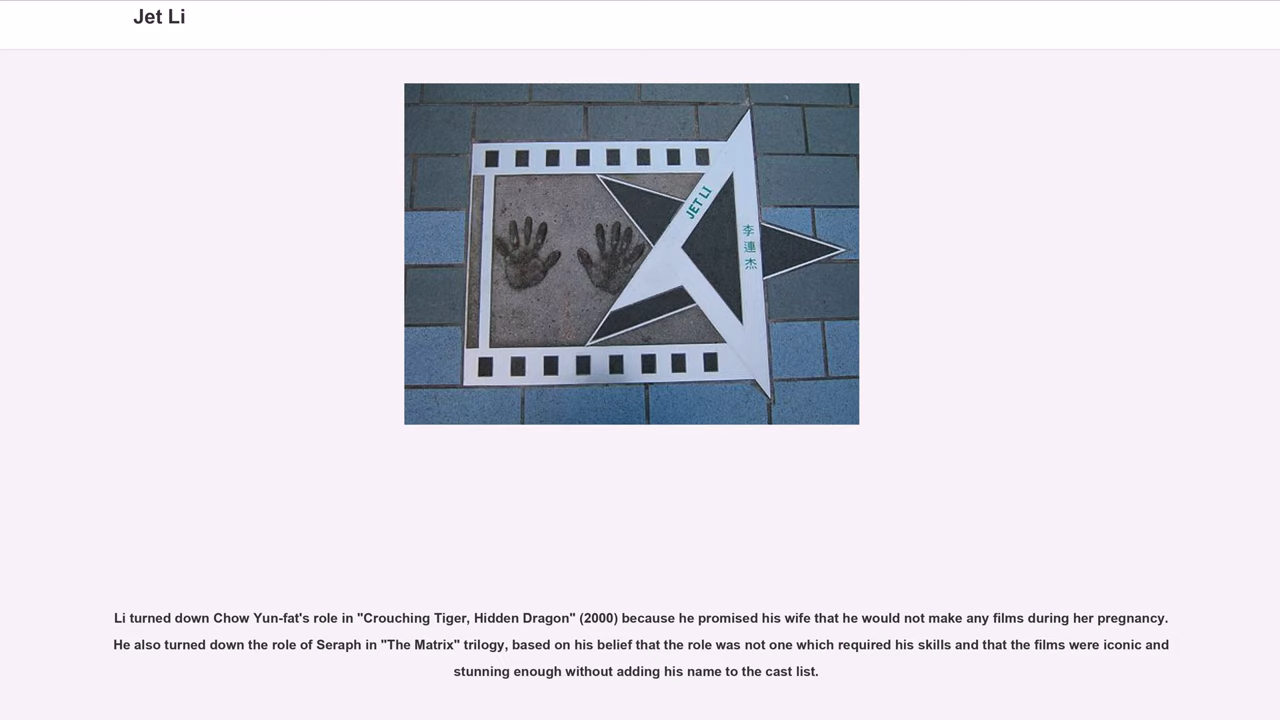 Jet Li
JET LI
李
連
杰
Li turned down Chow Yun-fat's role in "Crouching Tiger, Hidden Dragon" (2000) because he promised his wife that he would not make any films during her pregnancy.
He also turned down the role of Seraph in "The Matrix" trilogy, based on his belief that the role was not one which required his skills and that the films were iconic and
stunning enough without adding his name to the cast list.